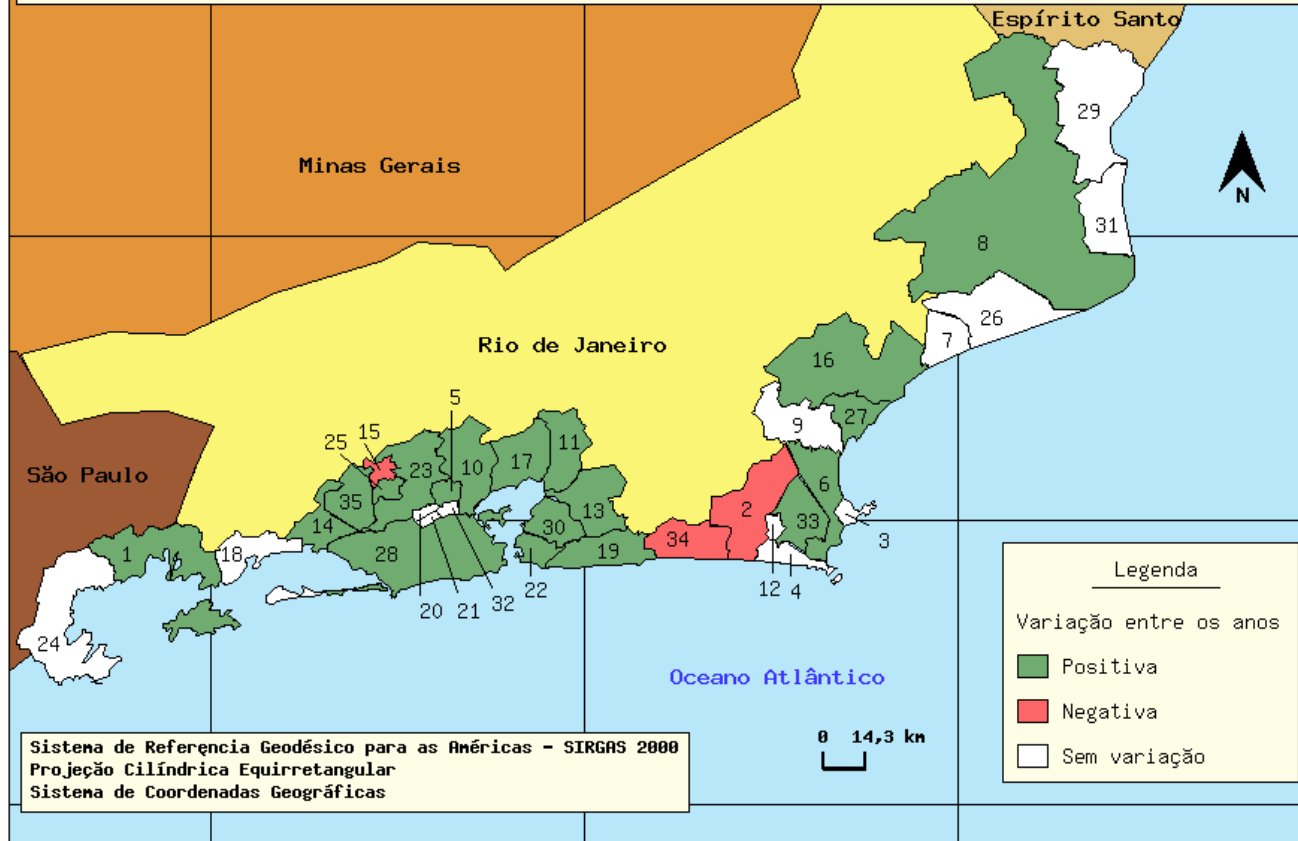 Espírito Santo
29
Minas Gerais
N
31
8
26
7
Rio de Janeiro
16
5
27
9
15
25
11
23
17
10
São Paulo
6
35
2
13
33
14
30
3
34
28
1
18
19
12
4
22
20
21
32
24
Oceano Atlântico
0 14,3 km
Legenda
Variação entre os anos
Positiva
Negativa
Sem variação
Sistema de Referençia Geodésico para as Américas - SIRGAS 2000
Projeção Cilíndrica Equirretangular
Sistema de Coordenadas Geográficas